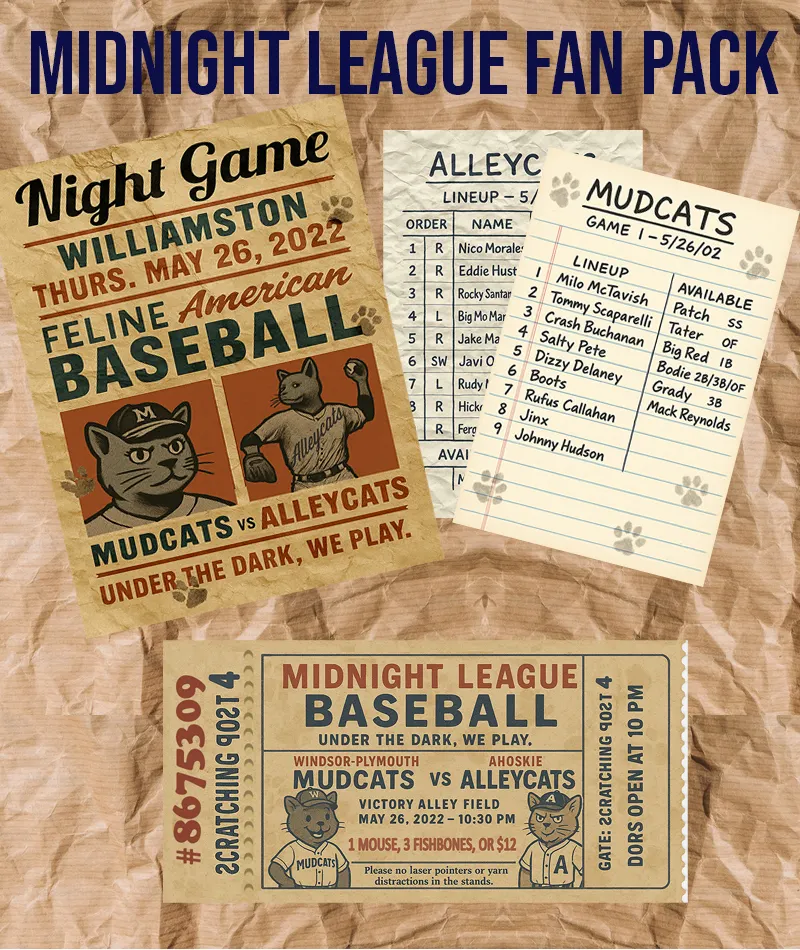 MIDNIGHT LEAGUE FAN PACK
Night Game
WILLIAMSTON
THURS. MAY 26, 2022
FELINE American
BASEBALL
M
Alleycats
MUDCATS VS ALLEYCATS
UNDER THE DARK, WE PLAY.
ALLEYC
LINEUP – 5/
ORDER NAME
1 R Nico Morales
2 R Eddie Hust
3 R Rocky Santar
4 L Big Mo Mar
5 R Jake Ma
6 SW Javi O
7 L Rudy
8 R Hick
R Ferg
AVAI
MUDCATS
GAME 1 – 5/26/02
LINEUP
1 Milo McTavish
2 Tommy Scaparelli
3 Crash Buchanan
4 Salty Pete
5 Dizzy Delaney
6 Boots
7 Rufus Callahan
8 Jinx
9 Johnny Hudson
AVAILABLE
Patch SS
Tater OF
Big Red 1B
Bodie 2B/3B/OF
Grady 3B
Mack Reynolds
#8675309
ƧCRATCHING ꟼOƧT 4
MIDNIGHT LEAGUE
BASEBALL
UNDER THE DARK, WE PLAY.
WINDSOR-PLYMOUTH AHOSKIE
MUDCATS VS ALLEYCATS
VICTORY ALLEY FIELD
MAY 26, 2022 – 10:30 PM
1 MOUSE, 3 FISHBONES, OR $12
Please no laser pointers or yarn
distractions in the stands.
W
MUDCATS
A
A
GATE: ƧCRATCHING ꟼOƧT 4
DORS OPEN AT 10 PM